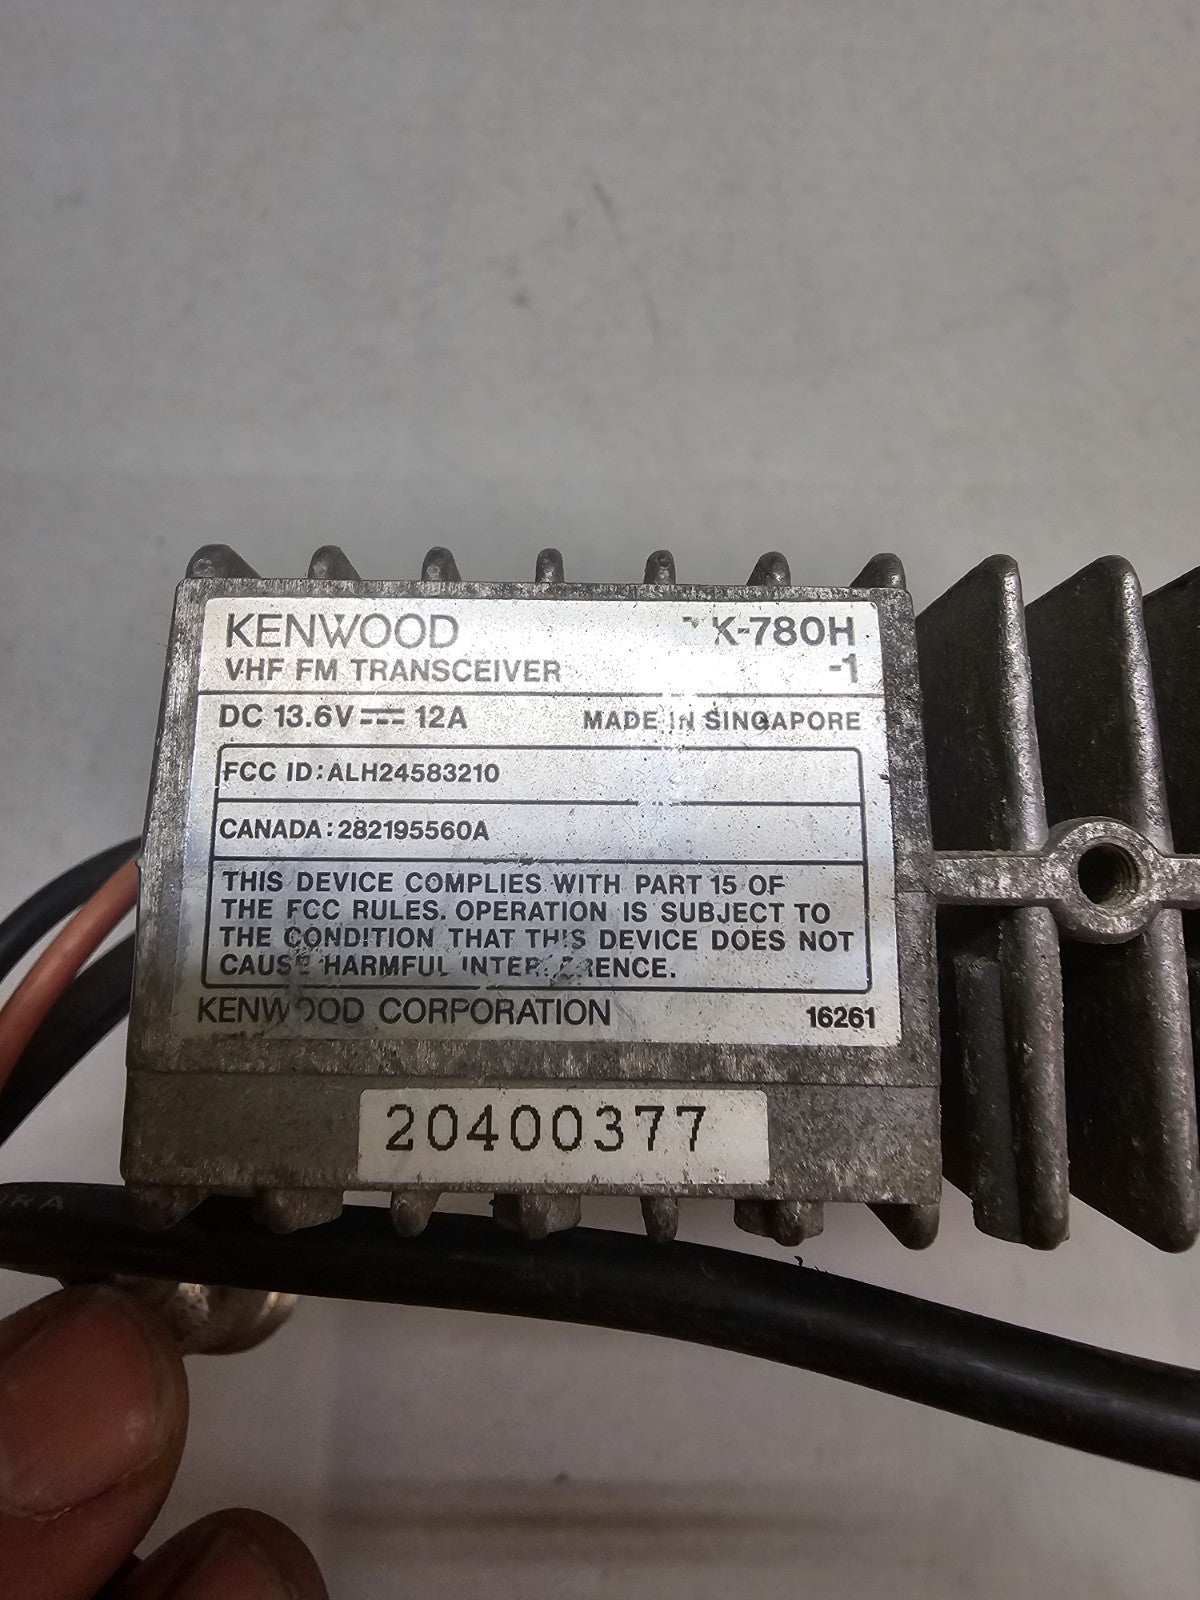 KENWOOD K-780H
VHF FM TRANSCEIVER -1
DC 13.6V 12A MADE IN SINGAPORE
FCC ID: ALH24583210
CANADA: 282195560A
THIS DEVICE COMPLIES WITH PART 15 OF
THE FCC RULES. OPERATION IS SUBJECT TO
THE CONDITION THAT THIS DEVICE DOES NOT
CAUSE HARMFUL INTERFERENCE.
KENWOOD CORPORATION 16261
20400377